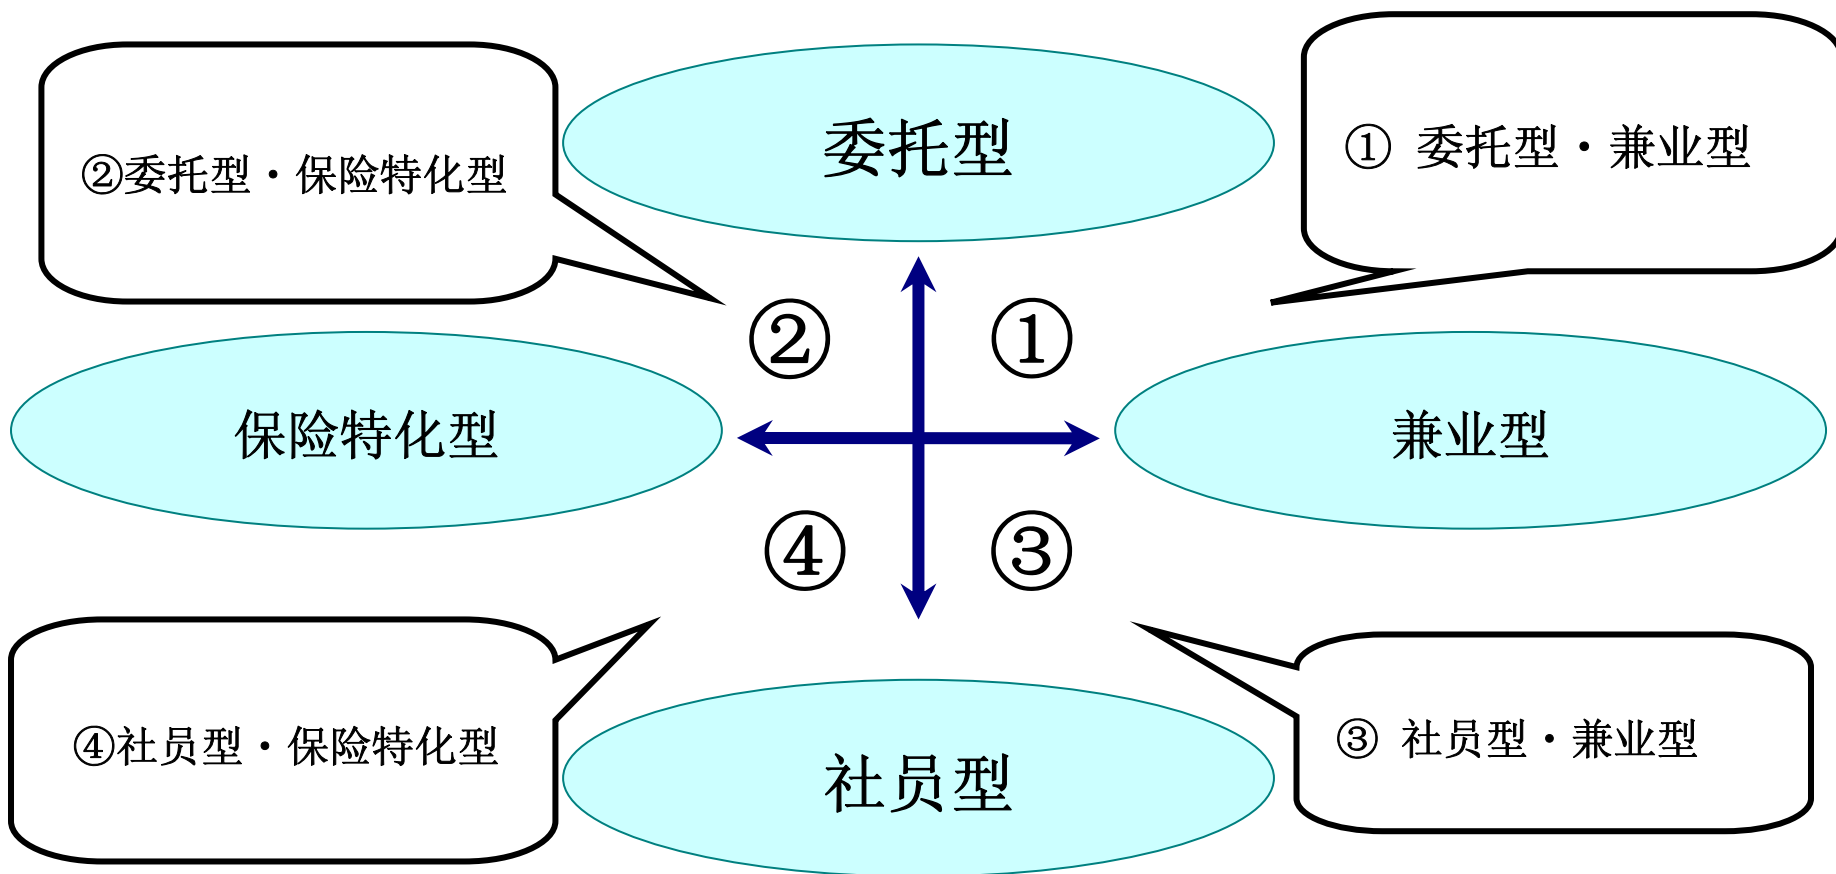 委托型
① 委托型・兼业型
②委托型・保险特化型
②
①
保险特化型
兼业型
④
③
④社员型・保险特化型
③ 社员型・兼业型
社员型